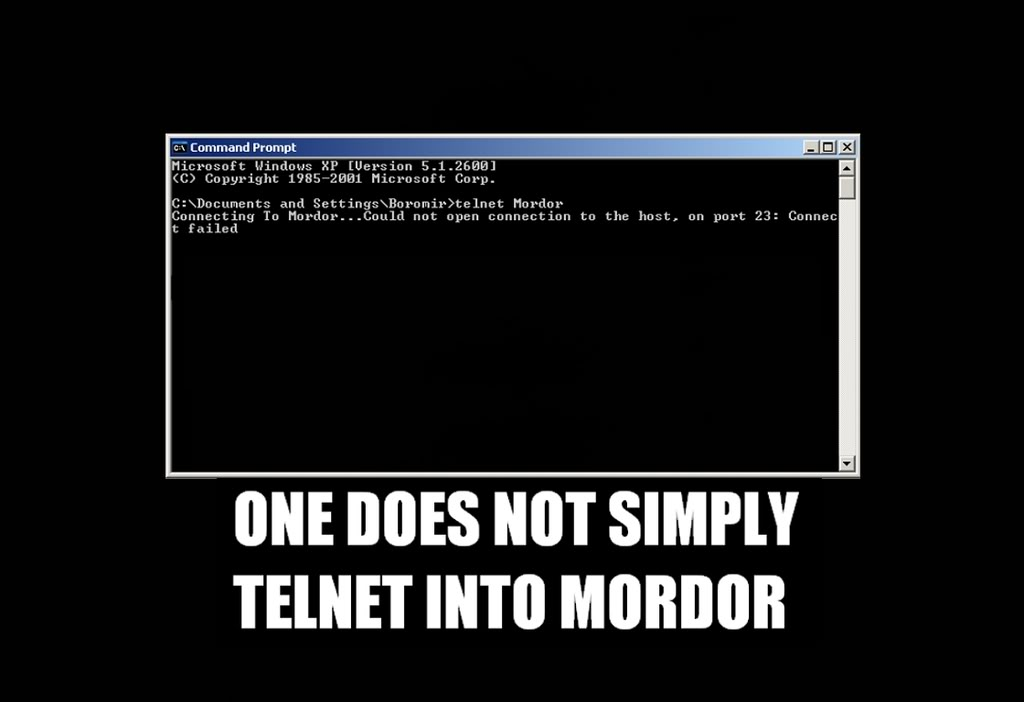 Command Prompt
Microsoft Windows XP [Version 5.1.2600]
(C) Copyright 1985-2001 Microsoft Corp.
C:\Documents and Settings\Boromir>telnet Mordor
Connecting To Mordor...Could not open connection to the host, on port 23: Connec
t failed
ONE DOES NOT SIMPLY
TELNET INTO MORDOR